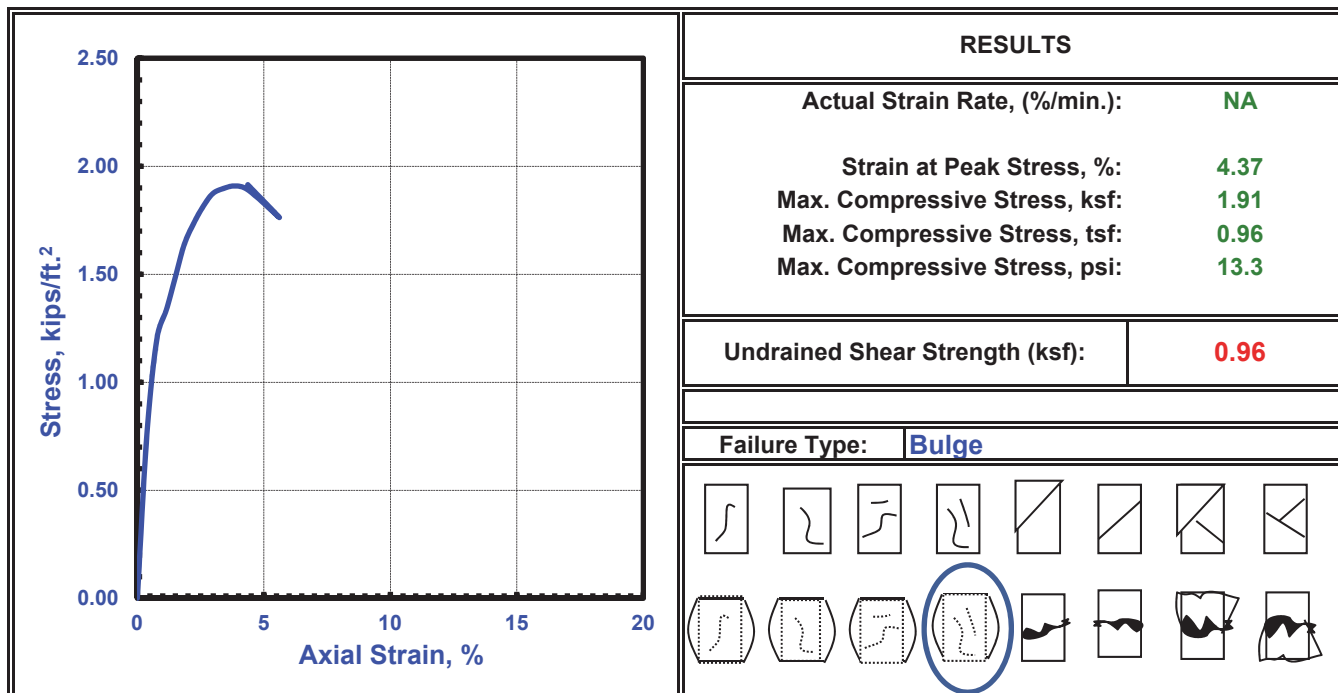 2.50
2.00
1.50
1.00
0.50
0.00
0 5 10 15 20
Stress, kips/ft.²
Axial Strain, %
RESULTS
Actual Strain Rate, (%/min.): NA
Strain at Peak Stress, %: 4.37
Max. Compressive Stress, ksf: 1.91
Max. Compressive Stress, tsf: 0.96
Max. Compressive Stress, psi: 13.3
Undrained Shear Strength (ksf): 0.96
Failure Type: Bulge